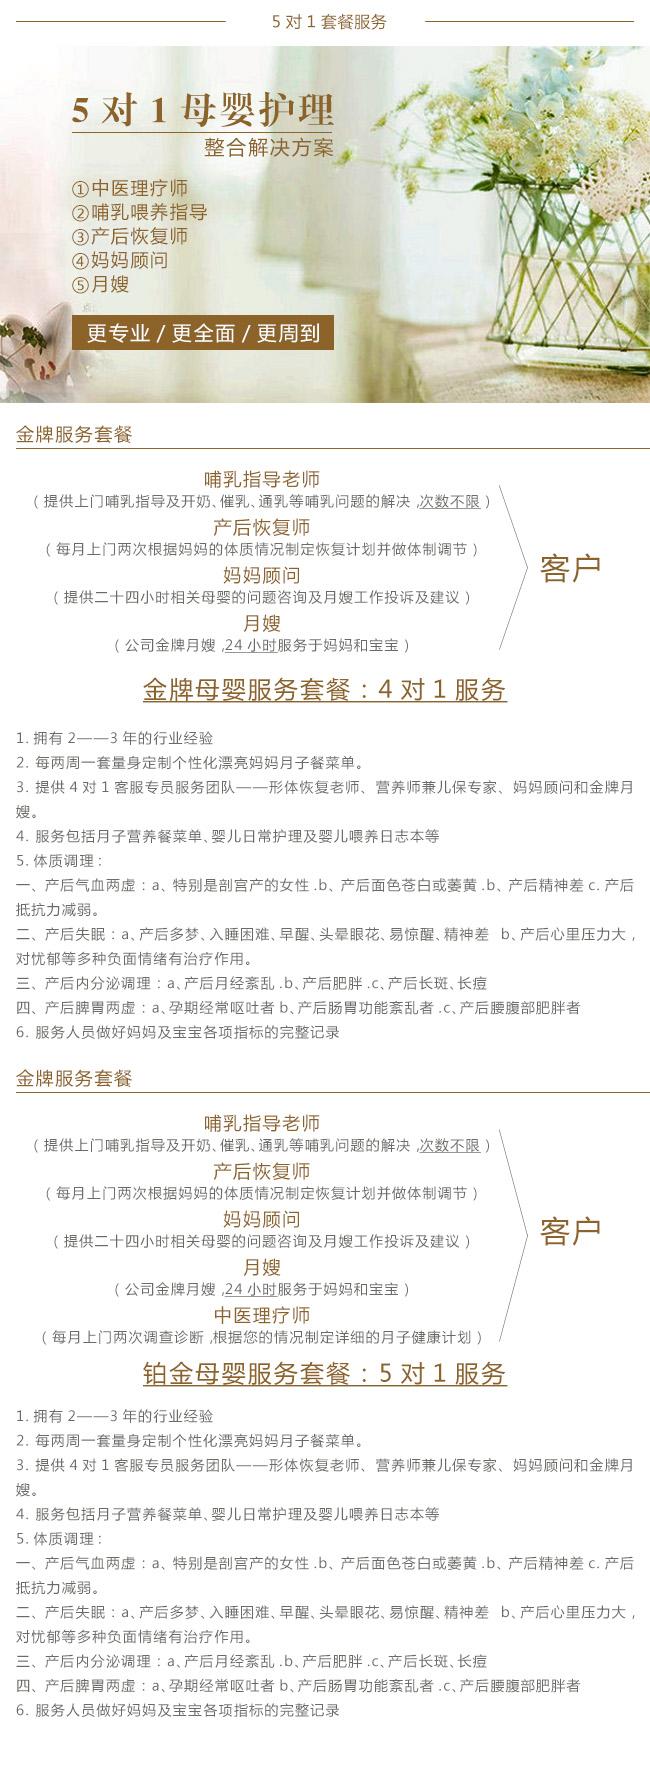 5 对 1 套餐服务
5 对 1 母婴护理
整合解决方案
①中医理疗师
②哺乳喂养指导
③产后恢复师
④妈妈顾问
⑤月嫂
更专业 / 更全面 / 更周到
金牌服务套餐
哺乳指导老师
( 提供上门哺乳指导及开奶、催乳、通乳等哺乳问题的解决 ,次数不限 )
产后恢复师
( 每月上门两次根据妈妈的体质情况制定恢复计划并做体制调节 )
妈妈顾问
( 提供二十四小时相关母婴的问题咨询及月嫂工作投诉及建议 )
月嫂
( 公司金牌月嫂 ,24 小时服务于妈妈和宝宝 )
客户
金牌母婴服务套餐：4 对 1 服务
1. 拥有 2——3 年的行业经验
2. 每两周一套量身定制个性化漂亮妈妈月子餐菜单。
3. 提供 4 对 1 客服专员服务团队——形体恢复老师、营养师兼儿保专家、妈妈顾问和金牌月
嫂。
4. 服务包括月子营养餐菜单、婴儿日常护理及婴儿喂养日志本等
5. 体质调理：
一、产后气血两虚：a、特别是剖宫产的女性 .b、产后面色苍白或萎黄 .b、产后精神差 c. 产后
抵抗力减弱。
二、产后失眠：a、产后多梦、入睡困难、早醒、头晕眼花、易惊醒、精神差 b、产后心里压力大，
对忧郁等多种负面情绪有治疗作用。
三、产后内分泌调理：a、产后月经紊乱 .b、产后肥胖 .c、产后长斑、长痘
四、产后脾胃两虚：a、孕期经常呕吐者 b、产后肠胃功能紊乱者 .c、产后腰腹部肥胖者
6. 服务人员做好妈妈及宝宝各项指标的完整记录
金牌服务套餐
哺乳指导老师
( 提供上门哺乳指导及开奶、催乳、通乳等哺乳问题的解决 ,次数不限 )
产后恢复师
( 每月上门两次根据妈妈的体质情况制定恢复计划并做体制调节 )
妈妈顾问
( 提供二十四小时相关母婴的问题咨询及月嫂工作投诉及建议 )
月嫂
( 公司金牌月嫂 ,24 小时服务于妈妈和宝宝 )
中医理疗师
( 每月上门两次调查诊断 ,根据您的情况制定详细的月子健康计划 )
客户
铂金母婴服务套餐：5 对 1 服务
1. 拥有 2——3 年的行业经验
2. 每两周一套量身定制个性化漂亮妈妈月子餐菜单。
3. 提供 4 对 1 客服专员服务团队——形体恢复老师、营养师兼儿保专家、妈妈顾问和金牌月
嫂。
4. 服务包括月子营养餐菜单、婴儿日常护理及婴儿喂养日志本等
5. 体质调理：
一、产后气血两虚：a、特别是剖宫产的女性 .b、产后面色苍白或萎黄 .b、产后精神差 c. 产后
抵抗力减弱。
二、产后失眠：a、产后多梦、入睡困难、早醒、头晕眼花、易惊醒、精神差 b、产后心里压力大，
对忧郁等多种负面情绪有治疗作用。
三、产后内分泌调理：a、产后月经紊乱 .b、产后肥胖 .c、产后长斑、长痘
四、产后脾胃两虚：a、孕期经常呕吐者 b、产后肠胃功能紊乱者 .c、产后腰腹部肥胖者
6. 服务人员做好妈妈及宝宝各项指标的完整记录